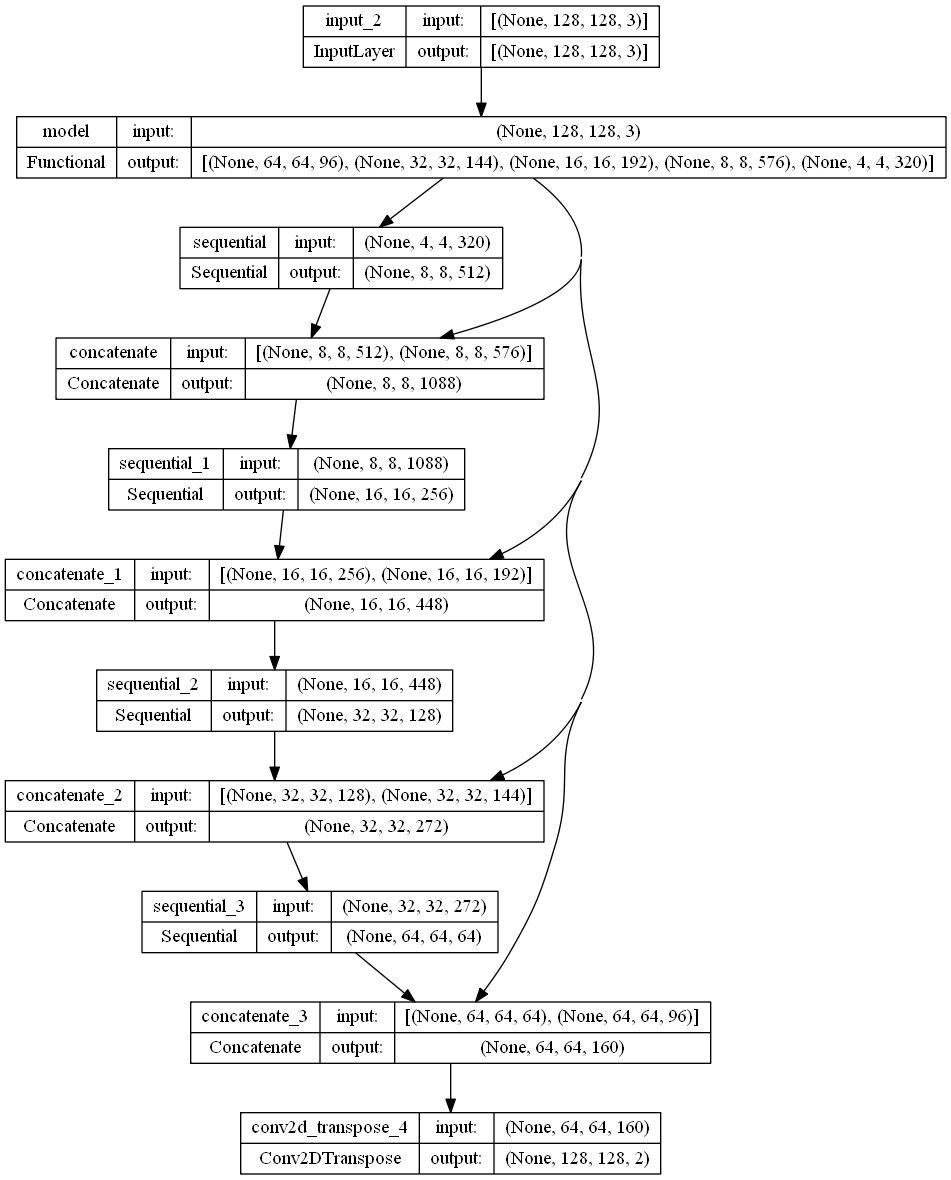 input_2 input: [(None, 128, 128, 3)]
InputLayer output: [(None, 128, 128, 3)]
model input: (None, 128, 128, 3)
Functional output: [(None, 64, 64, 96), (None, 32, 32, 144), (None, 16, 16, 192), (None, 8, 8, 576), (None, 4, 4, 320)]
sequential input: (None, 4, 4, 320)
Sequential output: (None, 8, 8, 512)
concatenate input: [(None, 8, 8, 512), (None, 8, 8, 576)]
Concatenate output: (None, 8, 8, 1088)
sequential_1 input: (None, 8, 8, 1088)
Sequential output: (None, 16, 16, 256)
concatenate_1 input: [(None, 16, 16, 256), (None, 16, 16, 192)]
Concatenate output: (None, 16, 16, 448)
sequential_2 input: (None, 16, 16, 448)
Sequential output: (None, 32, 32, 128)
concatenate_2 input: [(None, 32, 32, 128), (None, 32, 32, 144)]
Concatenate output: (None, 32, 32, 272)
sequential_3 input: (None, 32, 32, 272)
Sequential output: (None, 64, 64, 64)
concatenate_3 input: [(None, 64, 64, 64), (None, 64, 64, 96)]
Concatenate output: (None, 64, 64, 160)
conv2d_transpose_4 input: (None, 64, 64, 160)
Conv2DTranspose output: (None, 128, 128, 2)